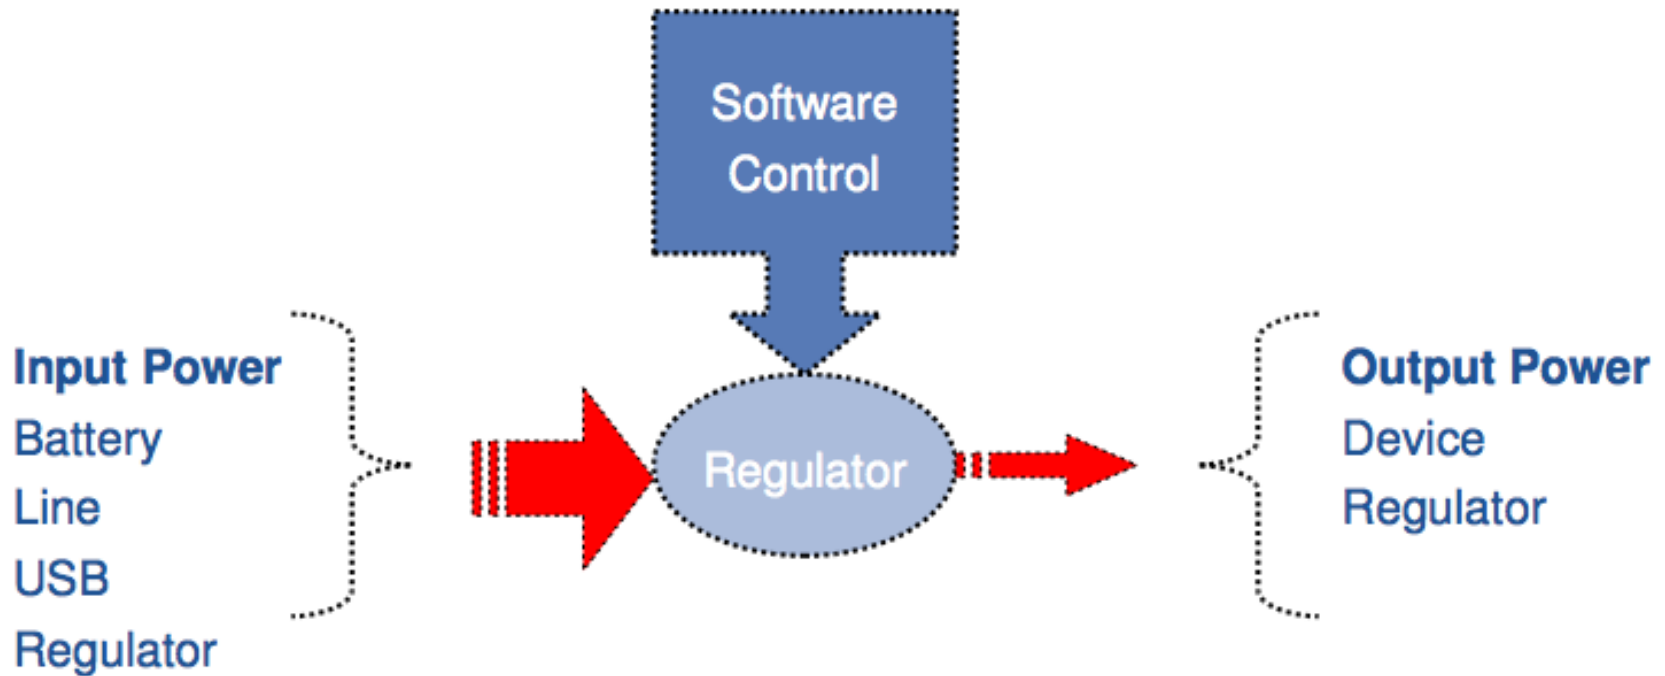 Software
Control
Input Power
Battery
Line
USB
Regulator
Regulator
Output Power
Device
Regulator